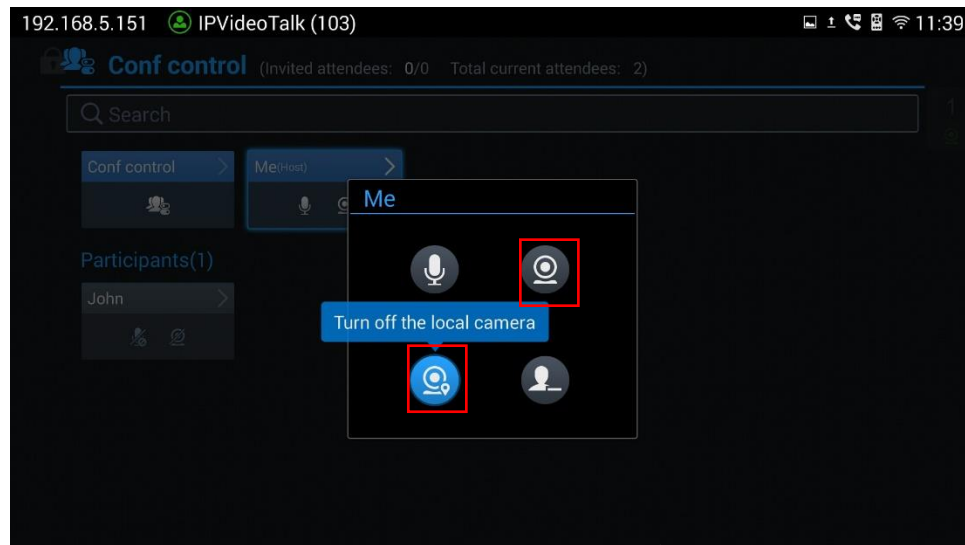 192.168.5.151 IPVideoTalk (103) 11:39
Conf control (Invited attendees: 0/0 Total current attendees: 2)
Search
1
Conf control Me(Host)
Me
Participants(1)
John
Turn off the local camera